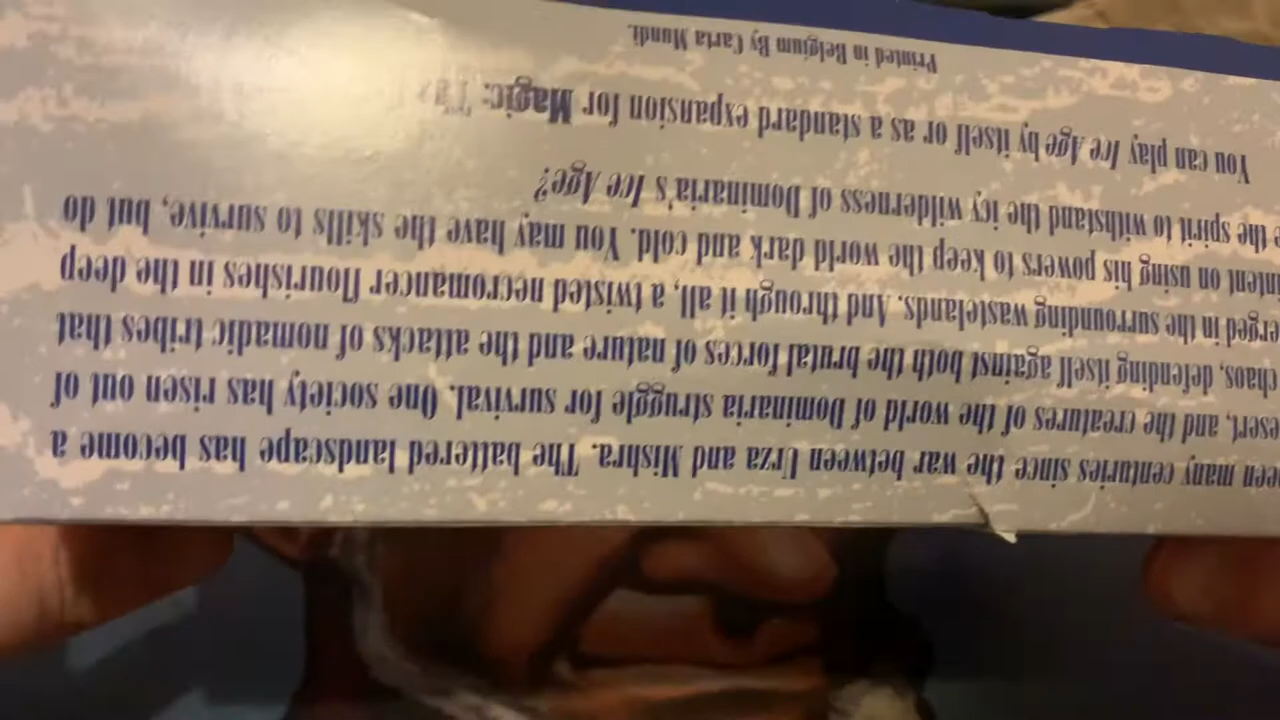 een many centuries since the war between Urza and Mishra. The battered landscape has become a
esert, and the creatures of the world of Dominaria struggle for survival. One society has risen out of
chaos, defending itself against both the brutal forces of nature and the attacks of nomadic tribes that
erged in the surrounding wastelands. And through it all, a twisted necromancer flourishes in the deep
intent on using his powers to keep the world dark and cold. You may have the skills to survive, but do
e the spirit to withstand the icy wilderness of Dominaria's Ice Age?
You can play Ice Age by itself or as a standard expansion for Magic:
Printed in Belgium By Carta Mundi.